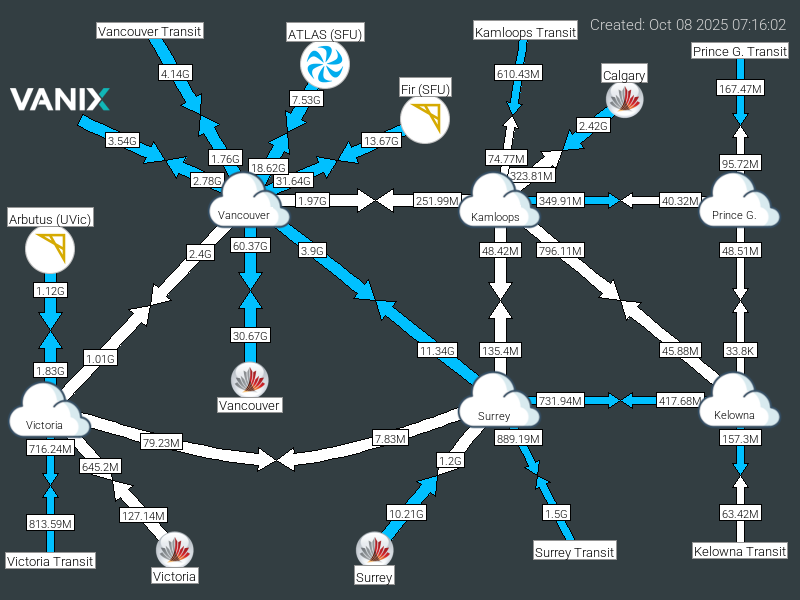 Created: Oct 08 2025 07:16:02
Vancouver Transit
ATLAS (SFU)
Kamloops Transit
Prince G. Transit
4.14G
610.43M
Calgary
167.47M
VANIX
7.53G
Fir (SFU)
3.54G
13.67G
2.42G
1.76G
18.62G
74.77M
95.72M
2.78G
31.64G
323.81M
1.97G
251.99M
349.91M
40.32M
Vancouver
Kamloops
Prince G.
Arbutus (UVic)
2.4G
60.37G
3.9G
48.42M
796.11M
48.51M
1.12G
30.67G
1.01G
11.34G
135.4M
45.88M
33.8K
1.83G
Vancouver
731.94M
417.68M
Victoria
Surrey
Kelowna
716.24M
79.23M
7.83M
889.19M
157.3M
645.2M
1.2G
813.59M
127.14M
10.21G
1.5G
63.42M
Victoria Transit
Victoria
Surrey
Surrey Transit
Kelowna Transit